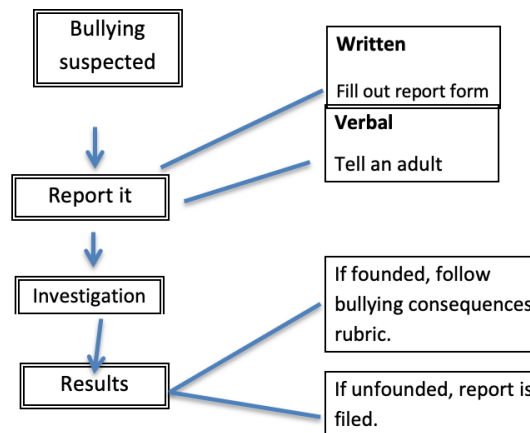 Bullying
suspected
Written
Fill out report form
Verbal
Tell an adult
Report it
Investigation
If founded, follow
bullying consequences
rubric.
Results
If unfounded, report is
filed.